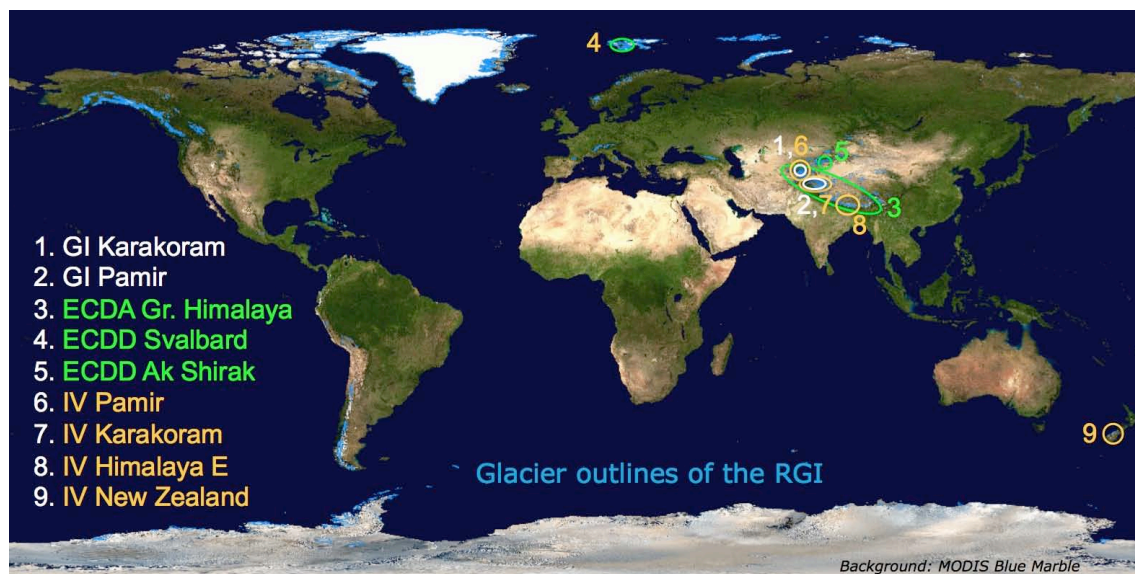 4
1,6
5
2,7
3
8
1. GI Karakoram
2. GI Pamir
3. ECDA Gr. Himalaya
4. ECDD Svalbard
5. ECDD Ak Shirak
6. IV Pamir
7. IV Karakoram
8. IV Himalaya E
9. IV New Zealand
9
Glacier outlines of the RGI
Background: MODIS Blue Marble